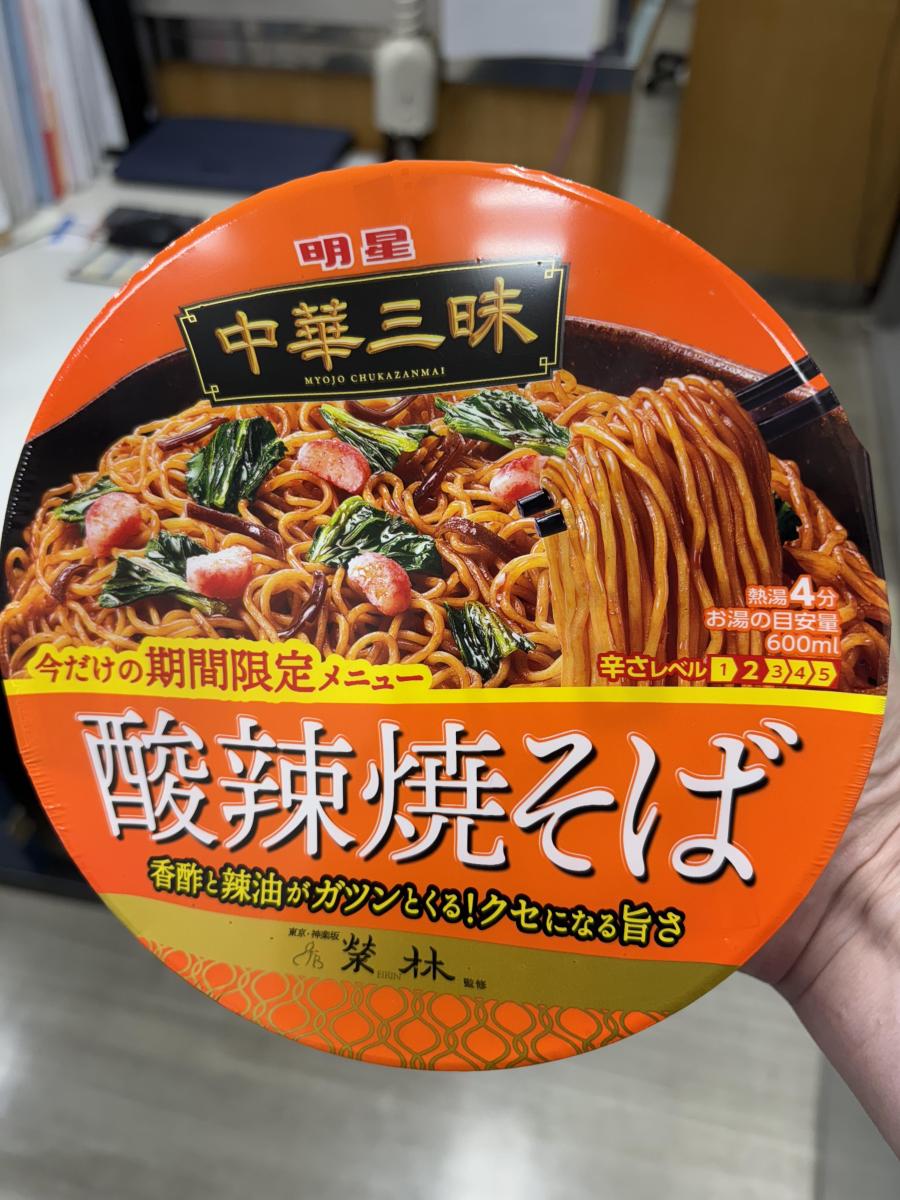 明星
中華三昧
MYOJO CHUKAZANMAI
熱湯4分
お湯の目安量
600ml
辛さレベル 1 2 3 4 5
今だけの期間限定メニュー
酸辣焼そば
香酢と辣油がガツンとくる!クセになる旨さ
東京・神楽坂
榮林
EIRIN
監修